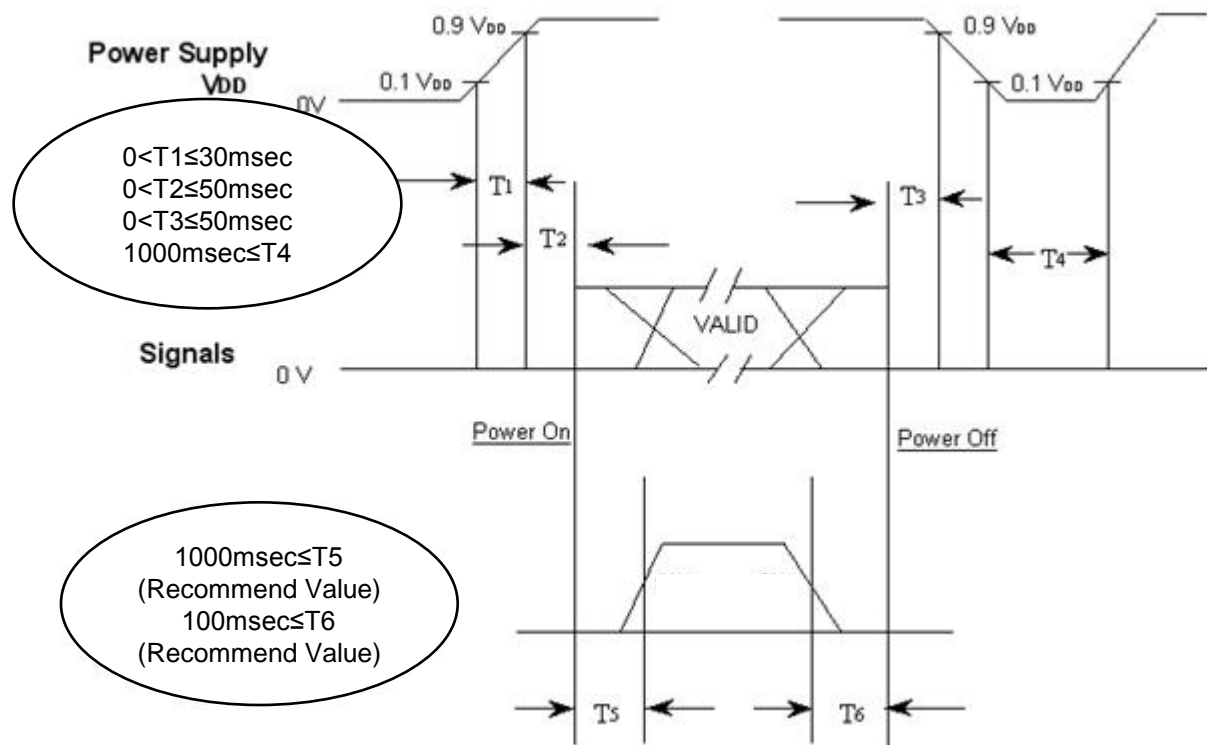 0.9 VDD
0.9 VDD
Power Supply
VDD
0.1 VDD
0.1 VDD
0V
0<T1≤30msec
0<T2≤50msec
0<T3≤50msec
1000msec≤T4
T1
T3
T2
T4
VALID
Signals
0 V
Power On
Power Off
1000msec≤T5
(Recommend Value)
100msec≤T6
(Recommend Value)
T5
T6